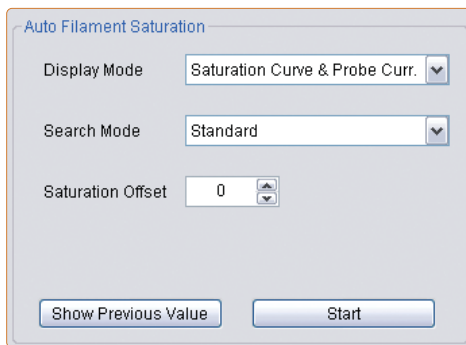 Auto Filament Saturation
Display Mode Saturation Curve & Probe Curr.
Search Mode Standard
Saturation Offset 0
Show Previous Value Start